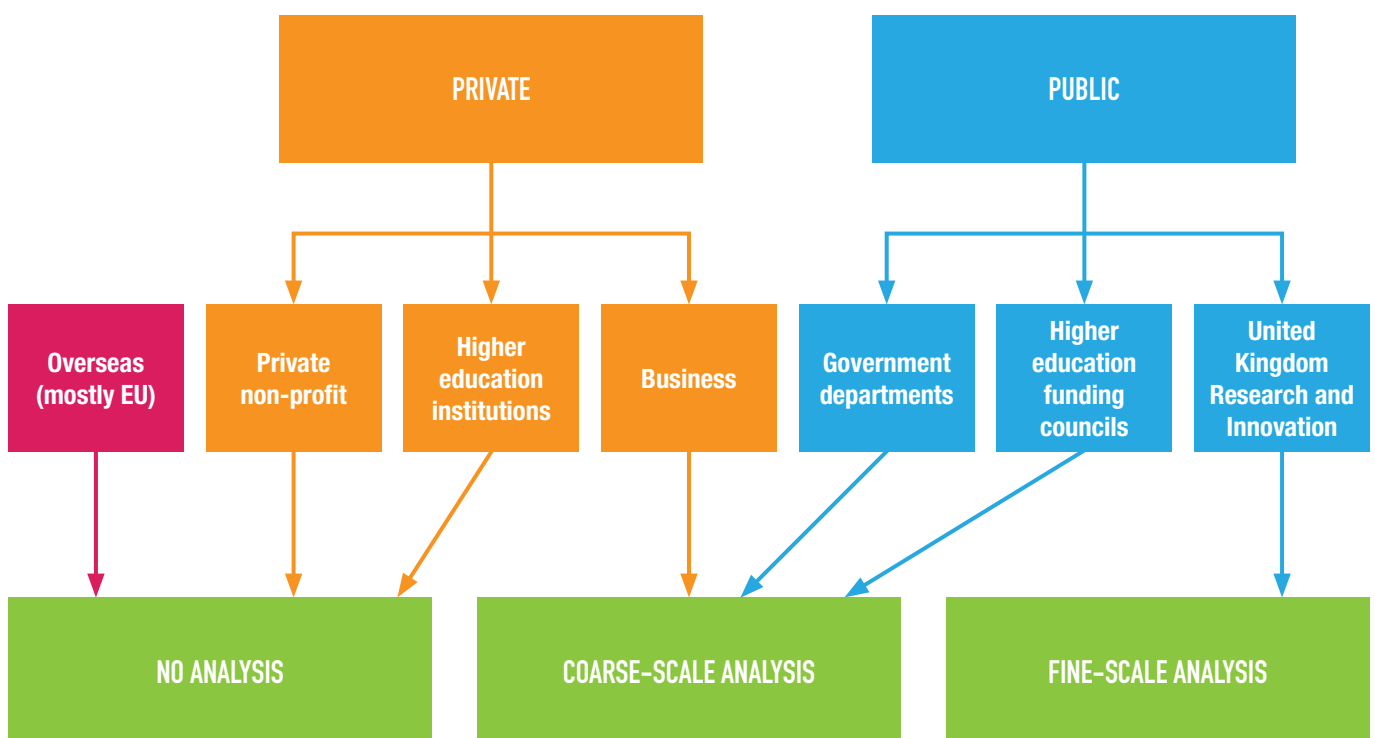 PRIVATE
PUBLIC
Overseas
(mostly EU)
Private
non-profit
Higher
education
institutions
Business
Government
departments
Higher
education
funding
councils
United
Kingdom
Research and
Innovation
NO ANALYSIS
COARSE-SCALE ANALYSIS
FINE-SCALE ANALYSIS